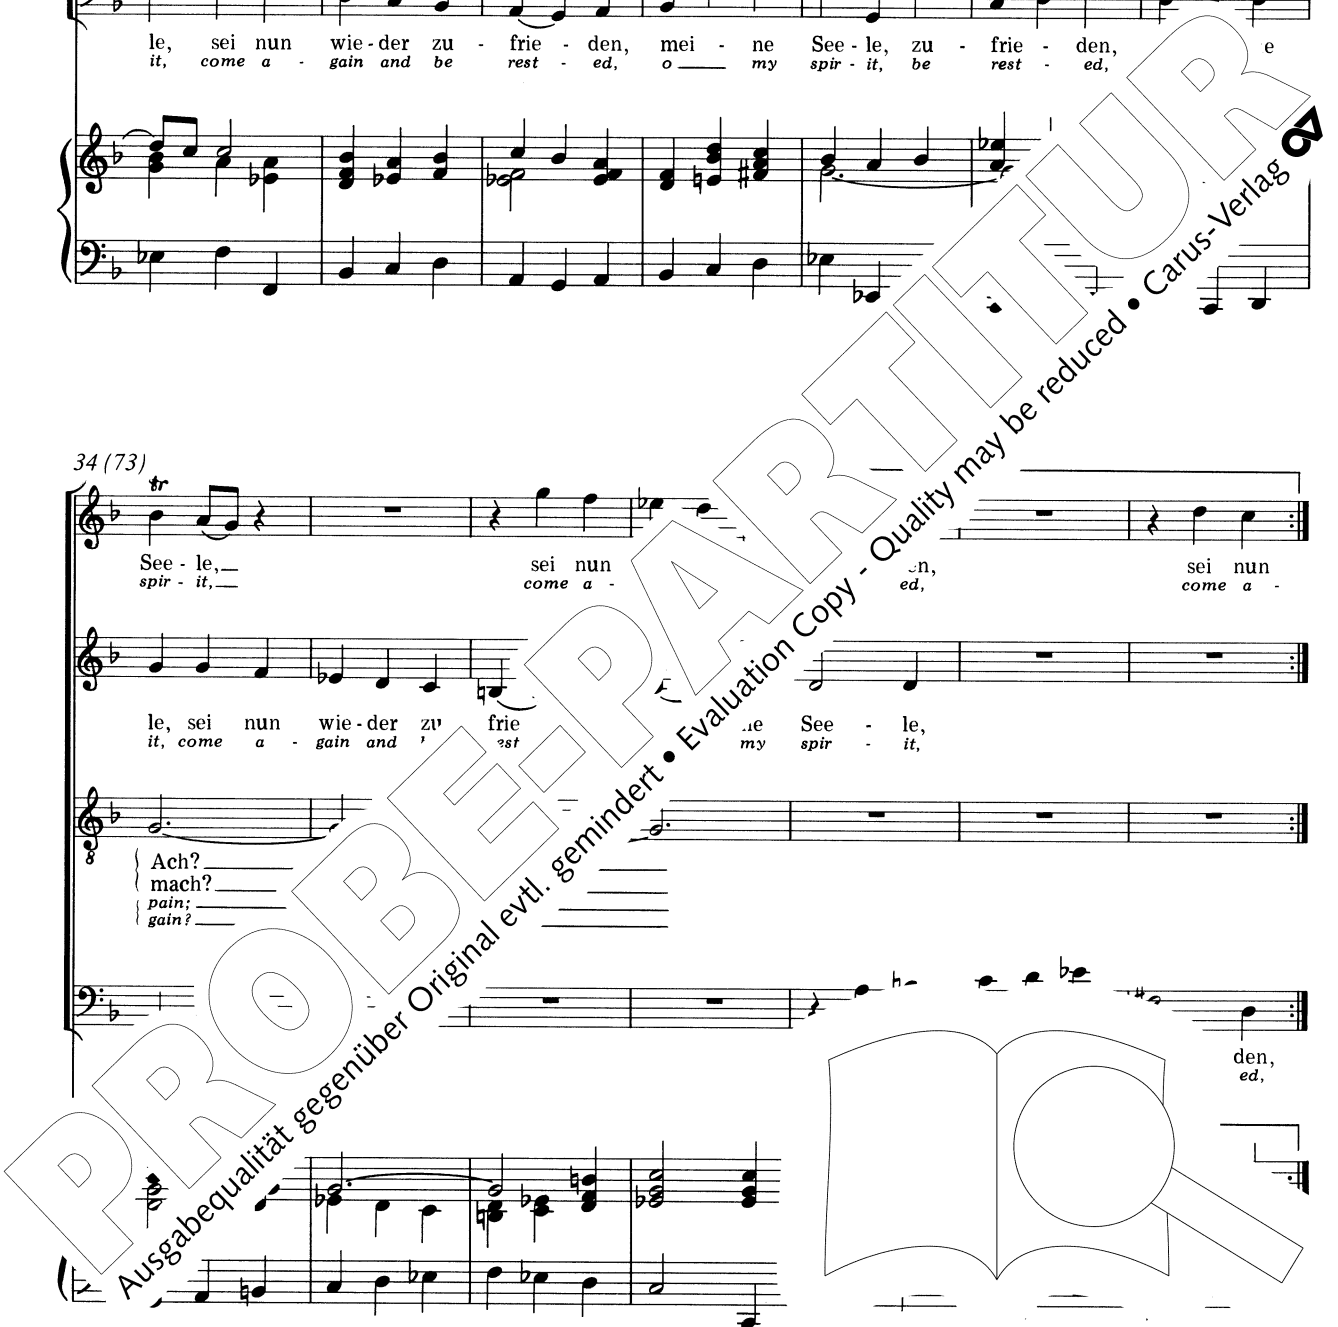 le, sei nun wie - der zu - frie - den, mei - ne See - le, zu - frie - den, e
it, come a - gain and be rest - ed, o my spir - it, be rest - ed,
34 (73)
tr
See - le, sei nun en, sei nun
spir - it, come a - ed, come a -
le, sei nun wie - der zu frie ne See - le,
it, come a - gain and est my spir - it,
8
Ach?
mach?
pain;
gain?
den,
ed,
PROBE-PARTITUR
Ausgabequalität gegenüber Original evtl. gemindert • Evaluation Copy - Quality may be reduced • Carus-Verlag